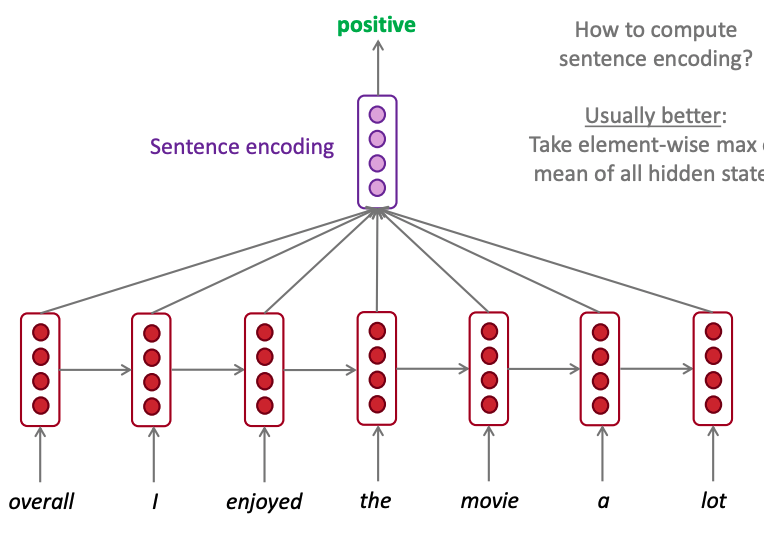 positive
How to compute
sentence encoding?
Usually better:
Sentence encoding
Take element-wise max
mean of all hidden state
overall I enjoyed the movie a lot